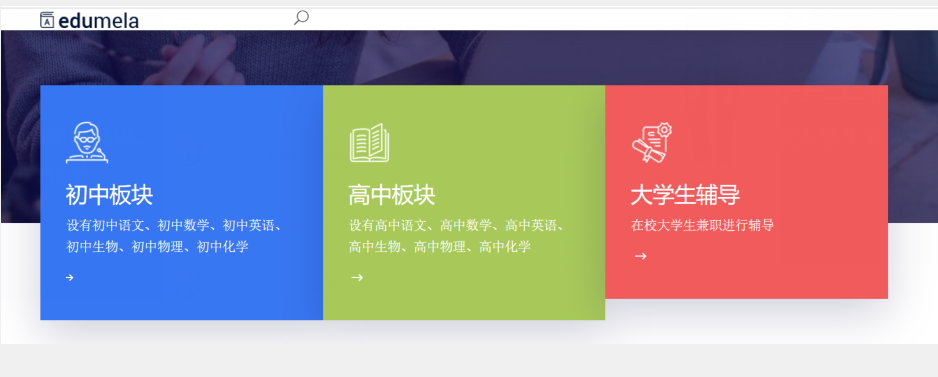 edumela
初中板块
设有初中语文、初中数学、初中英语、
初中生物、初中物理、初中化学
高中板块
设有高中语文、高中数学、高中英语、
高中生物、高中物理、高中化学
大学生辅导
在校大学生兼职进行辅导